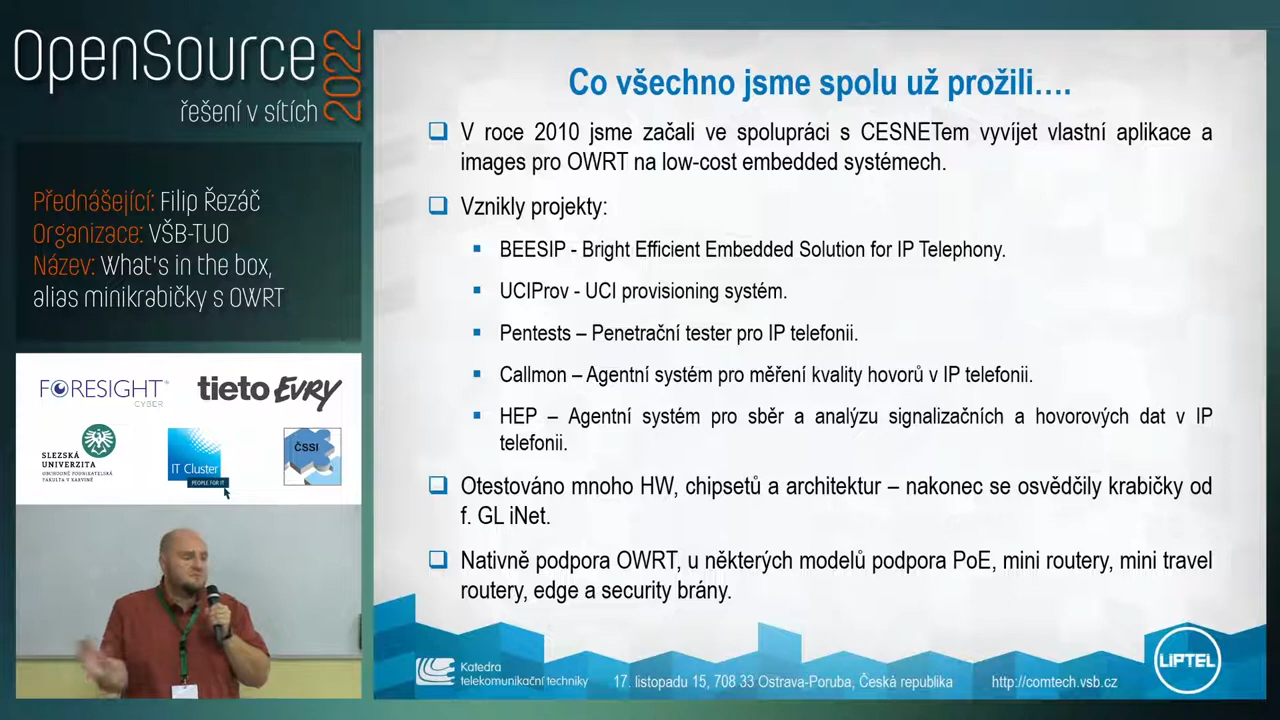 OpenSource
řešení v sítích
2022
Přednášející: Filip Řezáč
Organizace: VŠB-TUO
Název: What's in the box,
alias minikrabičky s OWRT
FORESIGHT
CYBER
tieto EVRY
SLEZSKÁ
UNIVERZITA
OBCHODNĚ PODNIKATELSKÁ
FAKULTA V KARVINÉ
IT Cluster
PEOPLE FOR IT
ČSSI
Co všechno jsme spolu už prožili….
V roce 2010 jsme začali ve spolupráci s CESNETem vyvíjet vlastní aplikace a
images pro OWRT na low-cost embedded systémech.
Vznikly projekty:
BEESIP - Bright Efficient Embedded Solution for IP Telephony.
UCIProv - UCI provisioning systém.
Pentests – Penetrační tester pro IP telefonii.
Callmon – Agentní systém pro měření kvality hovorů v IP telefonii.
HEP – Agentní systém pro sběr a analýzu signalizačních a hovorových dat v IP
telefonii.
Otestováno mnoho HW, chipsetů a architektur – nakonec se osvědčily krabičky od
f. GL iNet.
Nativně podpora OWRT, u některých modelů podpora PoE, mini routery, mini travel
routery, edge a security brány.
Katedra
telekomunikační techniky
17. listopadu 15, 708 33 Ostrava-Poruba, Česká republika
http://comtech.vsb.cz
LIPTEL